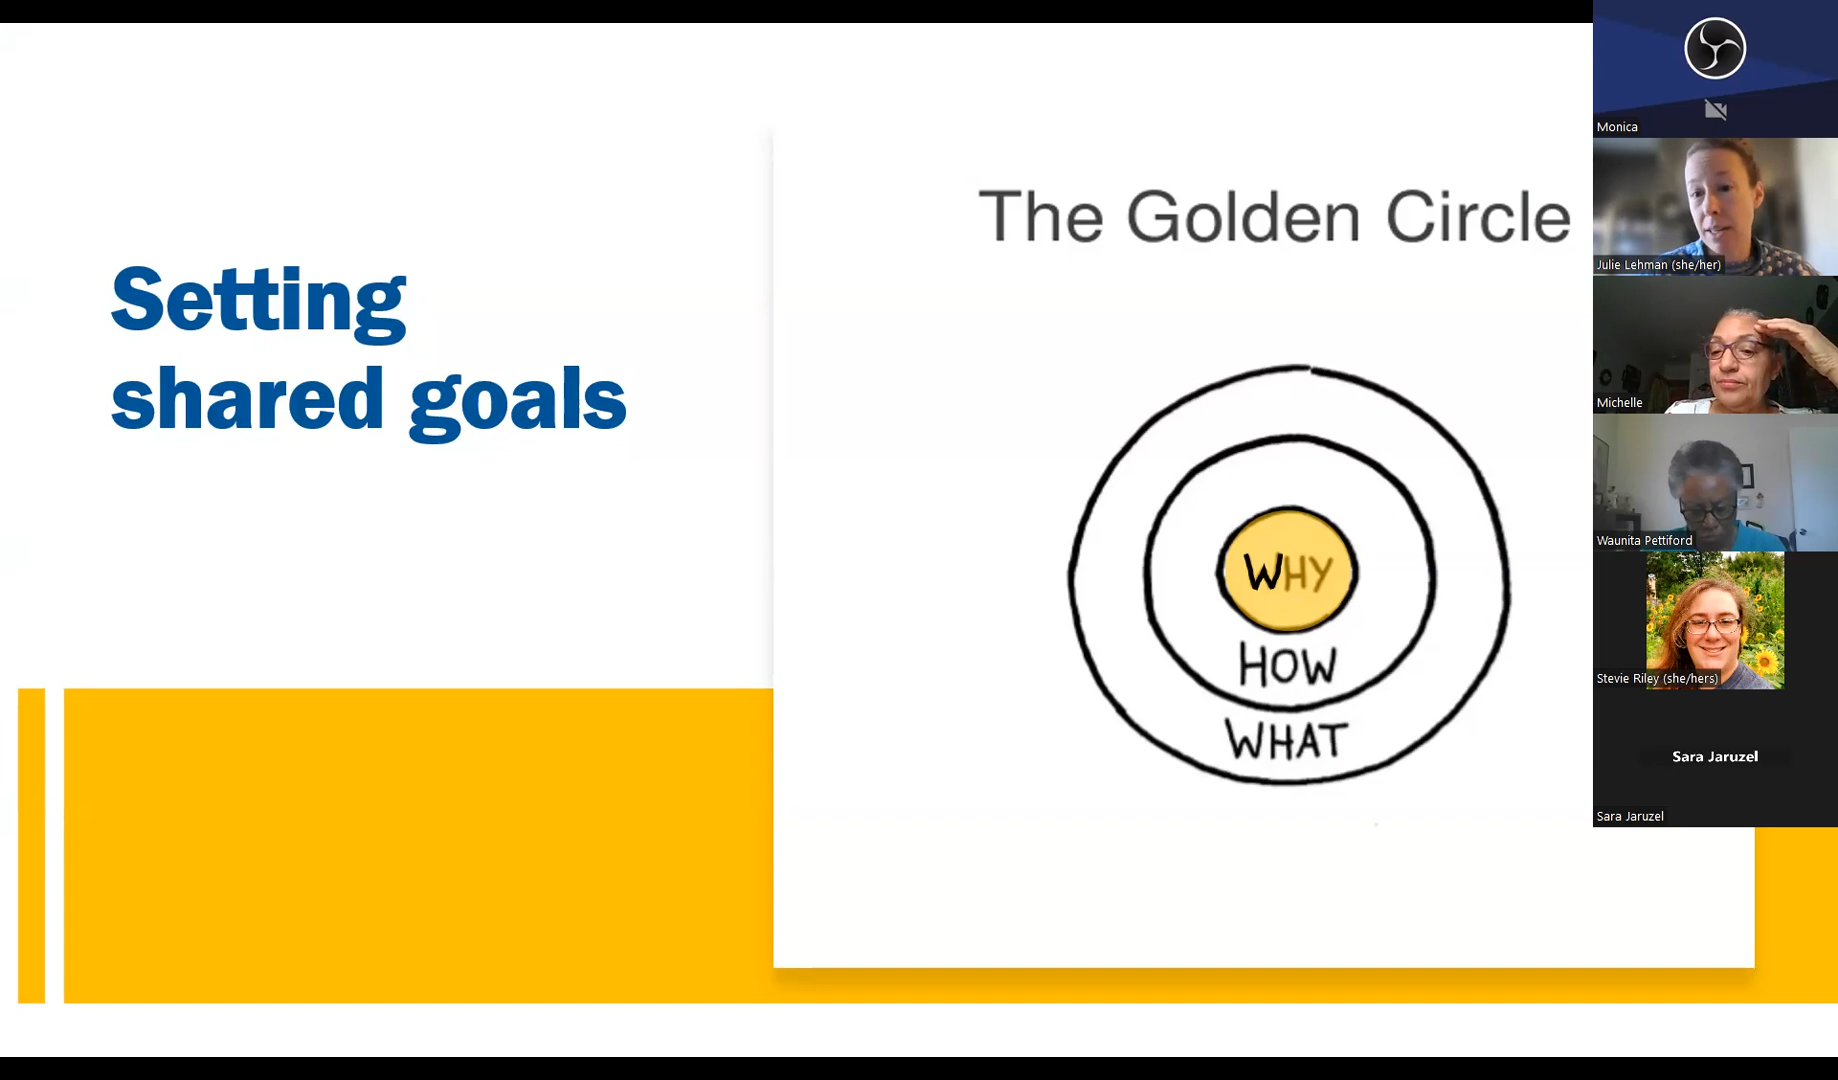 Setting
shared goals
The Golden Circle
WHY
HOW
WHAT
Monica
Julie Lehman (she/her)
Michelle
Waunita Pettiford
Stevie Riley (she/hers)
Sara Jaruzel
Sara Jaruzel